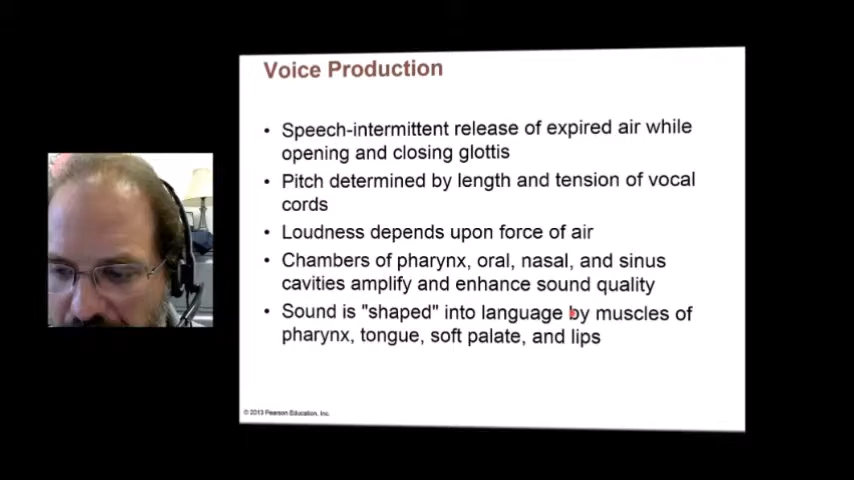 Voice Production
• Speech-intermittent release of expired air while
opening and closing glottis
• Pitch determined by length and tension of vocal
cords
• Loudness depends upon force of air
• Chambers of pharynx, oral, nasal, and sinus
cavities amplify and enhance sound quality
• Sound is "shaped" into language by muscles of
pharynx, tongue, soft palate, and lips
© 2013 Pearson Education, Inc.